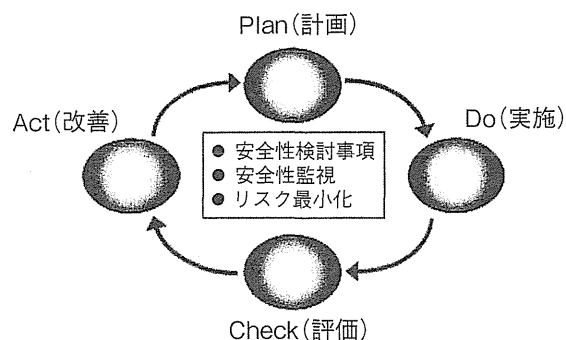 Plan(計画)
Act(改善)
Do(実施)
● 安全性検討事項
● 安全性監視
● リスク最小化
Check(評価)